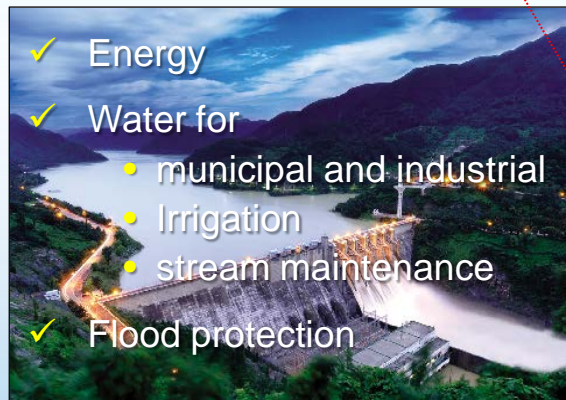 ✓ Energy
✓ Water for
• municipal and industrial
• Irrigation
• stream maintenance
✓ Flood protection